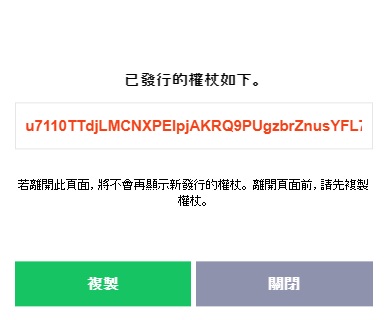 已發行的權杖如下。
u7110TTdjLMCNXPEIpjAKRQ9PUgzbrZnusYFL7
若離開此頁面, 將不會再顯示新發行的權杖。離開頁面前, 請先複製
權杖。
複製 關閉